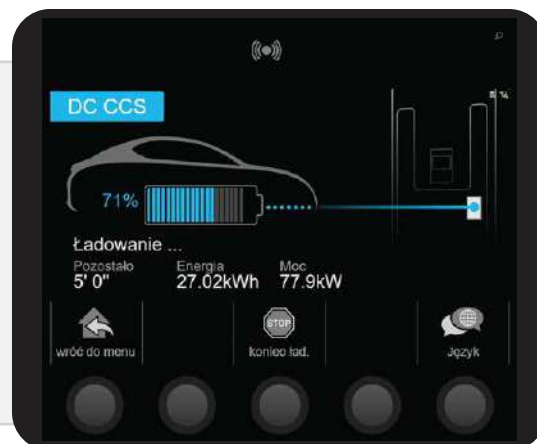 DC CCS
71%
Ładowanie ...
Pozostało Energia Moc
5' 0" 27.02kWh 77.9kW
STOP
wróć do menu koniec ład. Język